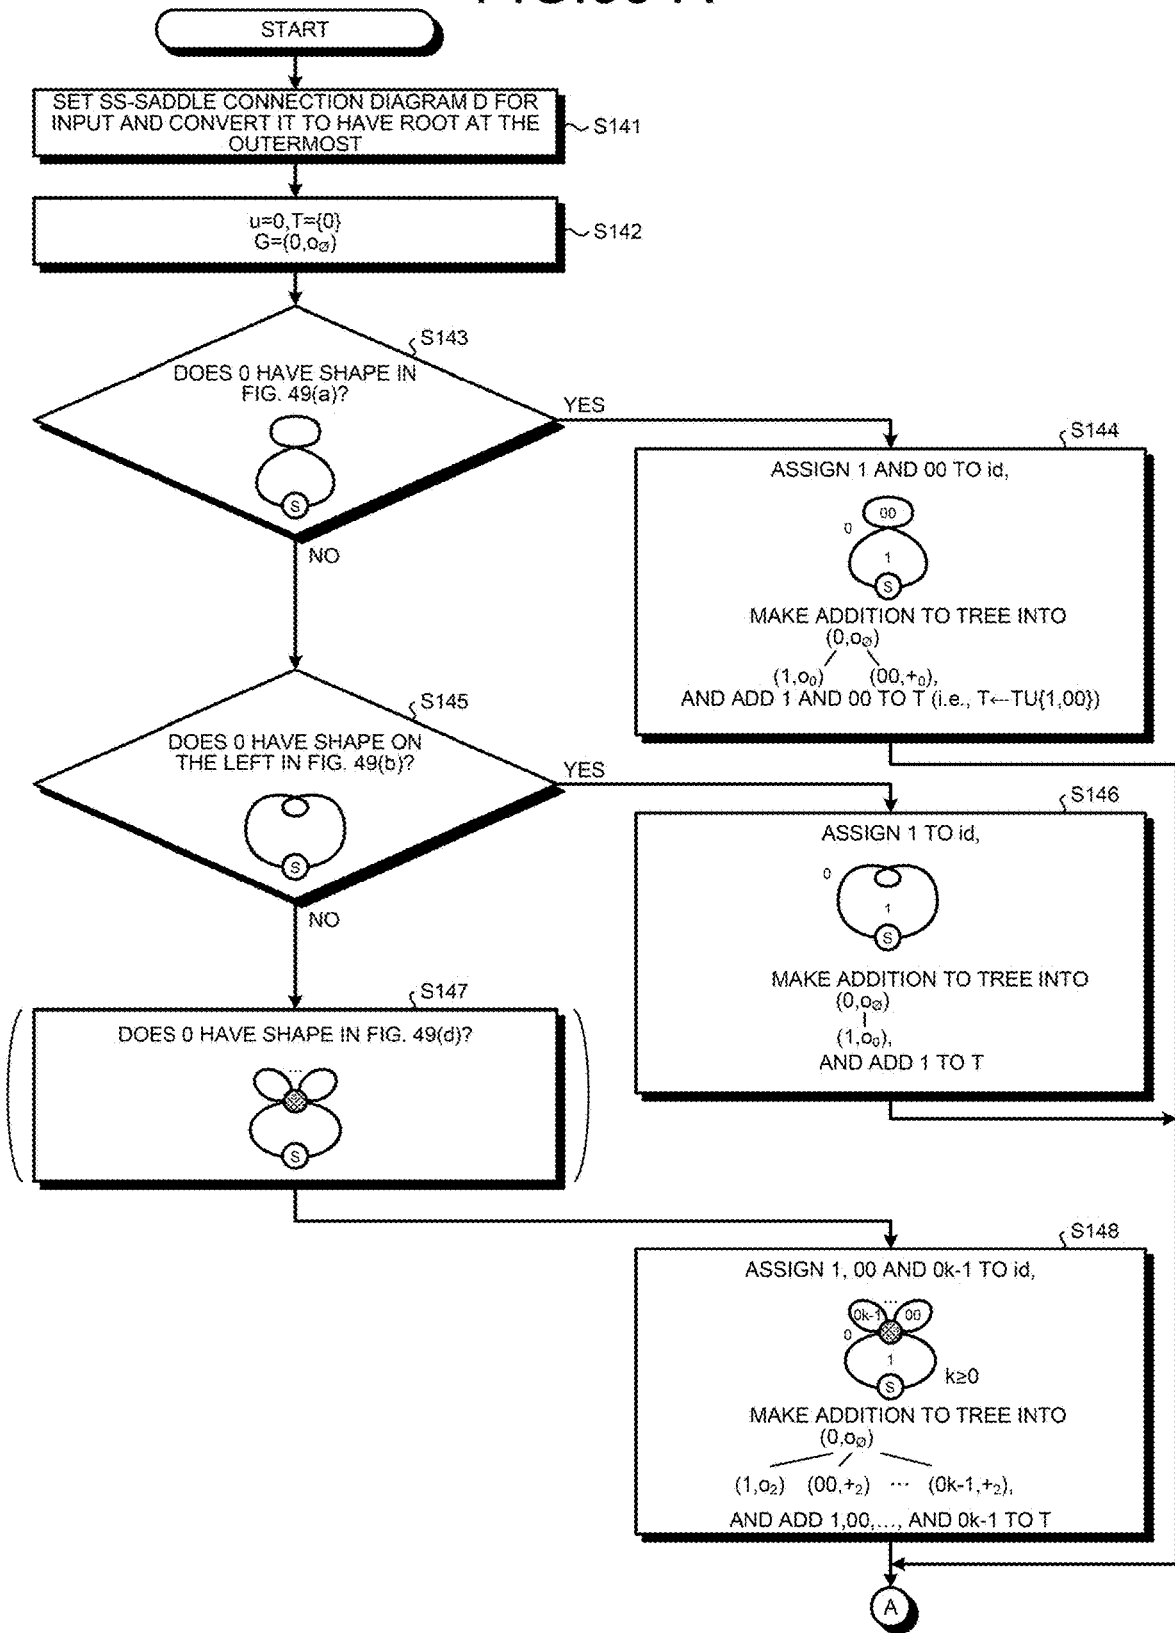 START
SET SS-SADDLE CONNECTION DIAGRAM D FOR
INPUT AND CONVERT IT TO HAVE ROOT AT THE
OUTERMOST
S141
u=0,T={0}
G=(0,o∅)
S142
S143
DOES 0 HAVE SHAPE IN
FIG. 49(a)?
S
YES
NO
S144
ASSIGN 1 AND 00 TO id,
00
0
1
S
MAKE ADDITION TO TREE INTO
(0,o∅)
(1,o₀) (00,+₀),
AND ADD 1 AND 00 TO T (i.e., T←TU{1,00})
S145
DOES 0 HAVE SHAPE ON
THE LEFT IN FIG. 49(b)?
S
YES
NO
S146
ASSIGN 1 TO id,
0
1
S
MAKE ADDITION TO TREE INTO
(0,o∅)
(1,o₀),
AND ADD 1 TO T
S147
DOES 0 HAVE SHAPE IN FIG. 49(d)?
...
S
S148
ASSIGN 1, 00 AND 0k-1 TO id,
...
0k-1 00
0
1
S
k≥0
MAKE ADDITION TO TREE INTO
(0,o∅)
(1,o₂) (00,+₂) ··· (0k-1,+₂),
AND ADD 1,00,..., AND 0k-1 TO T
A